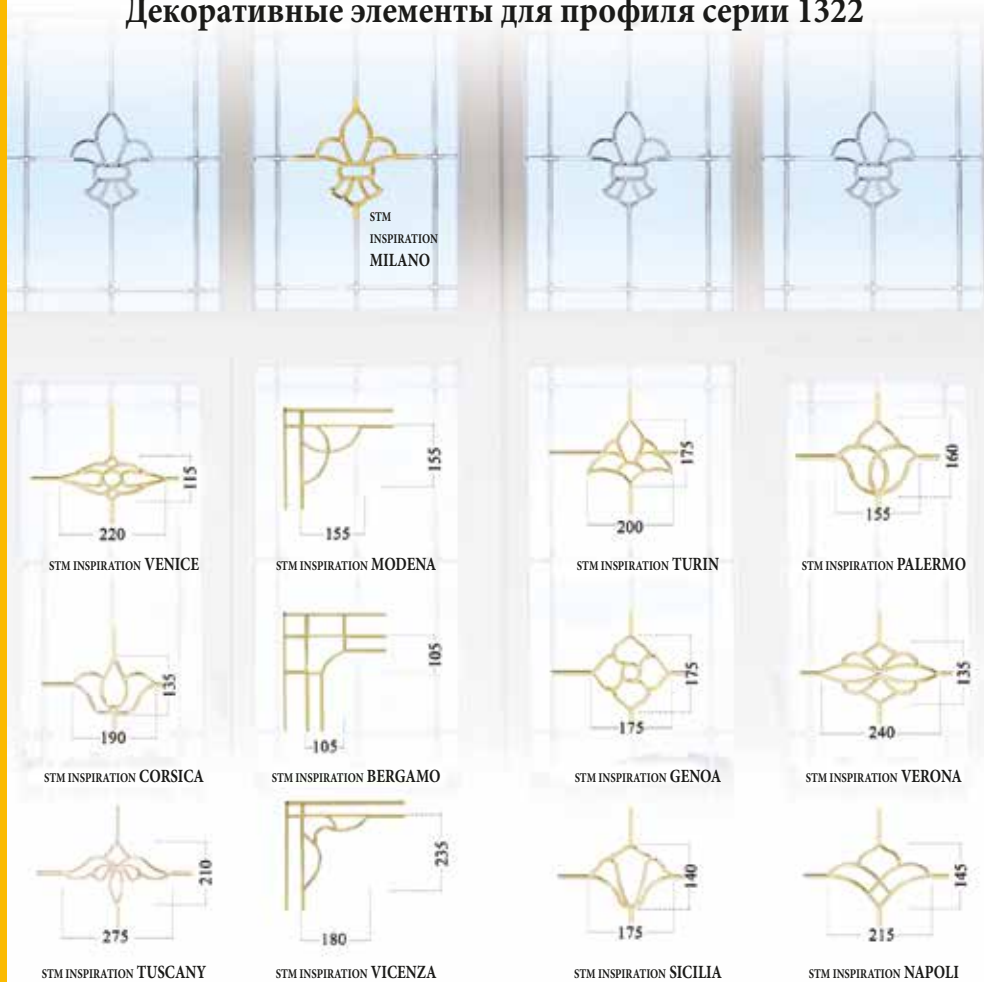 Декоративные элементы для профиля серии 1322
STM
INSPIRATION
MILANO
115
220
STM INSPIRATION VENICE
155
155
STM INSPIRATION MODENA
175
200
STM INSPIRATION TURIN
160
155
STM INSPIRATION PALERMO
135
190
STM INSPIRATION CORSICA
105
105
STM INSPIRATION BERGAMO
175
175
STM INSPIRATION GENOA
135
240
STM INSPIRATION VERONA
210
275
STM INSPIRATION TUSCANY
235
180
STM INSPIRATION VICENZA
140
175
STM INSPIRATION SICILIA
145
215
STM INSPIRATION NAPOLI